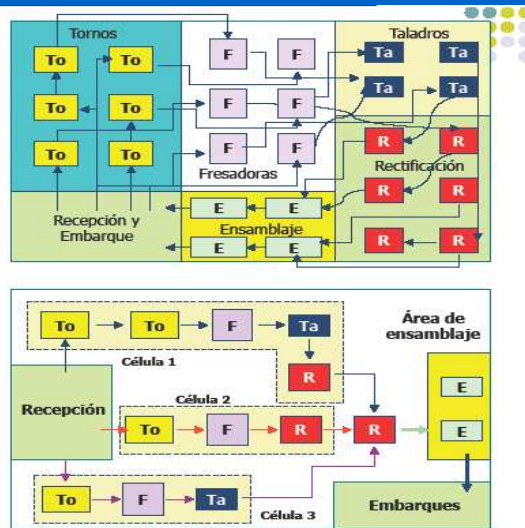 Tornos
Taladros
To To F F Ta Ta
Ta Ta
To To F F
R R
To To F F
Fresadoras
Rectificación
R R
Recepción y
Embarque
Ensamblaje
E E
E E
R R
To To F Ta
Célula 1
R
Área de
ensamblaje
E
Recepción
Célula 2
To F R R
E
To F Ta
Célula 3
Embarques